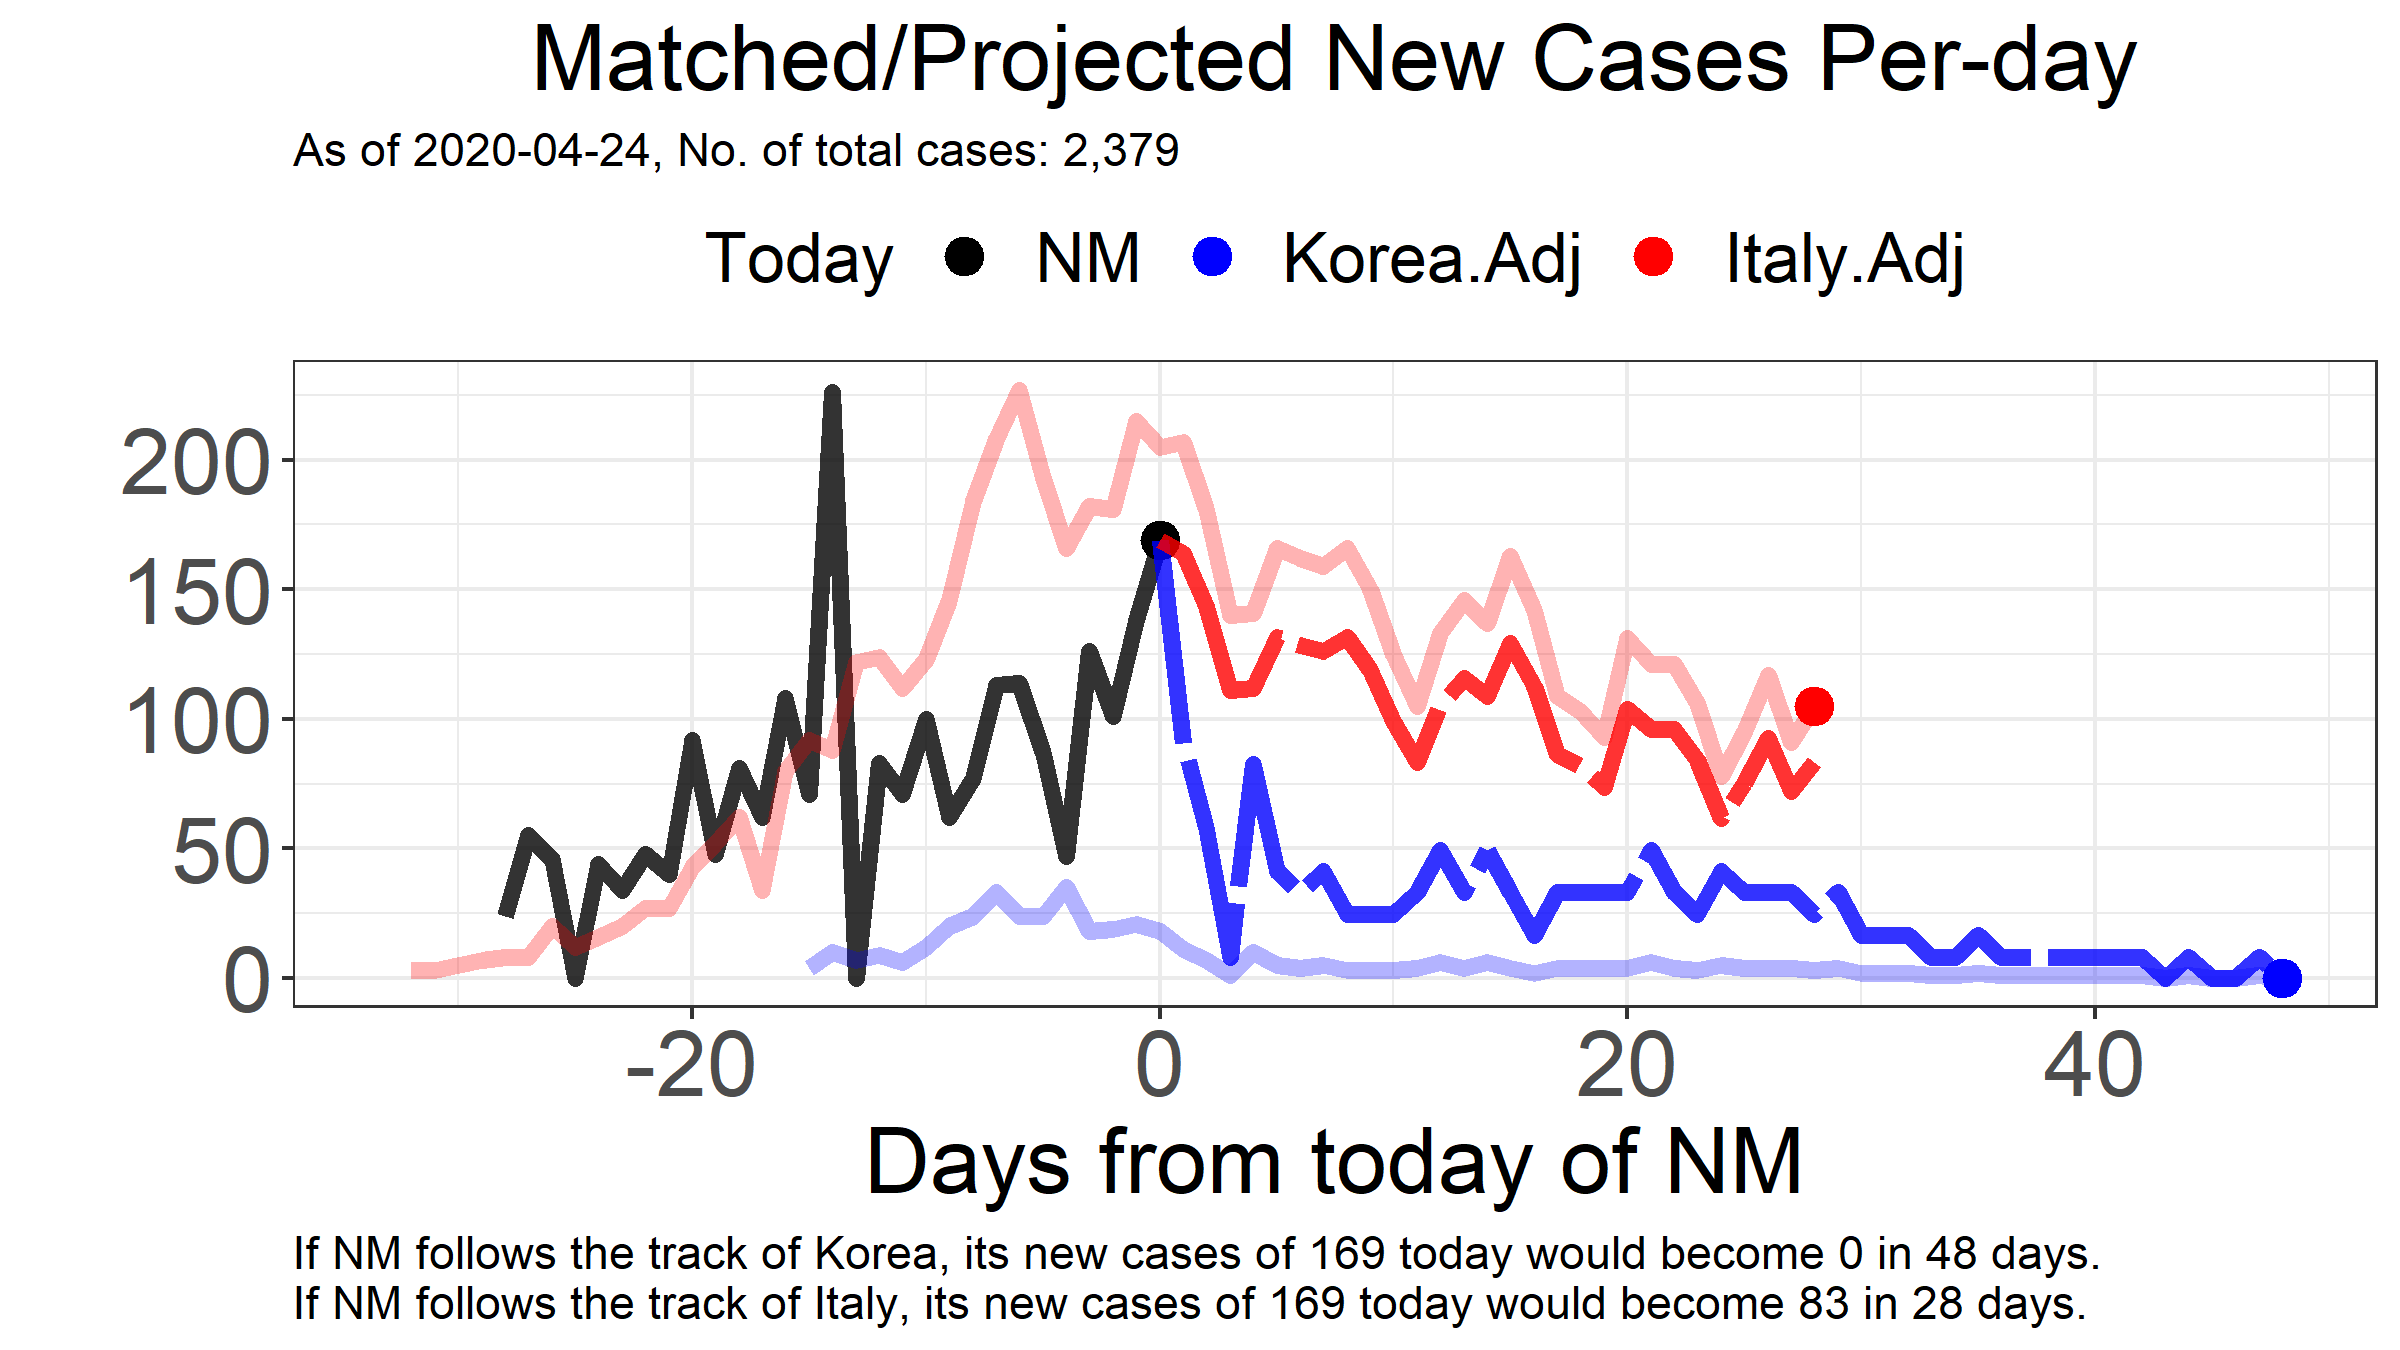 Matched/Projected New Cases Per-day
As of 2020-04-24, No. of total cases: 2,379
Today NM Korea.Adj Italy.Adj
200
150
100
50
0
-20 0 20 40
Days from today of NM
If NM follows the track of Korea, its new cases of 169 today would become 0 in 48 days.
If NM follows the track of Italy, its new cases of 169 today would become 83 in 28 days.